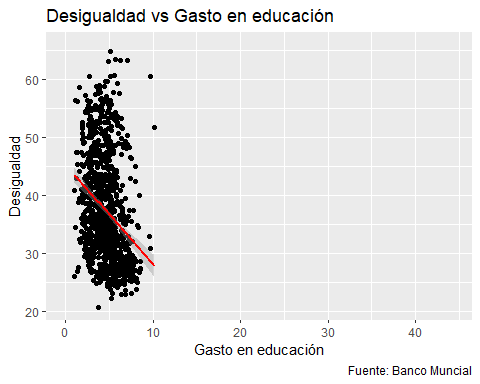 Desigualdad vs Gasto en educación
Desigualdad
60
50
40
30
20
0
10
20
30
40
Gasto en educación
Fuente: Banco Muncial